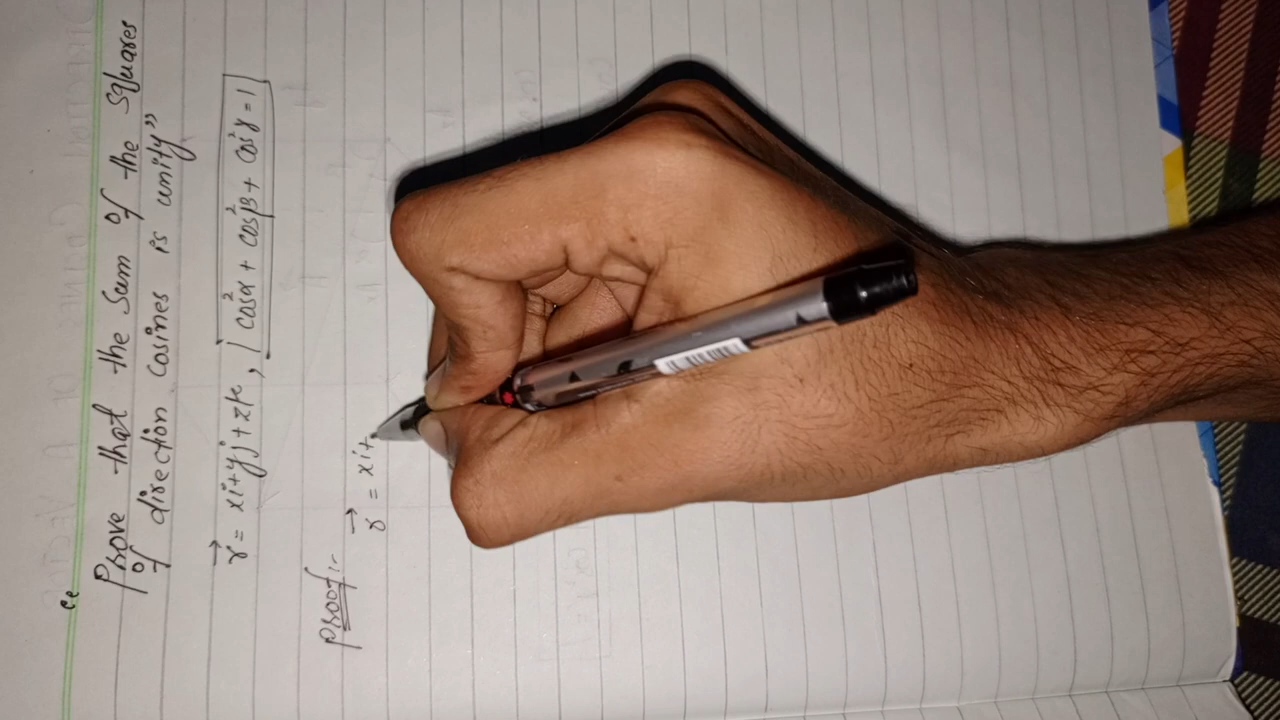 “
Prove that the Sum of the squares
of direction cosines is unity”
r⃗ = xi+yj+zk, cos²α + cos²β + cos²γ = 1
Proof:-
r⃗ = xi+